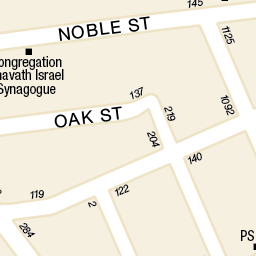 145
NOBLE ST
1125
ongregation
avath Israel
Synagogue
137
219
1092
OAK ST
204
140
119
122
2
284
PS